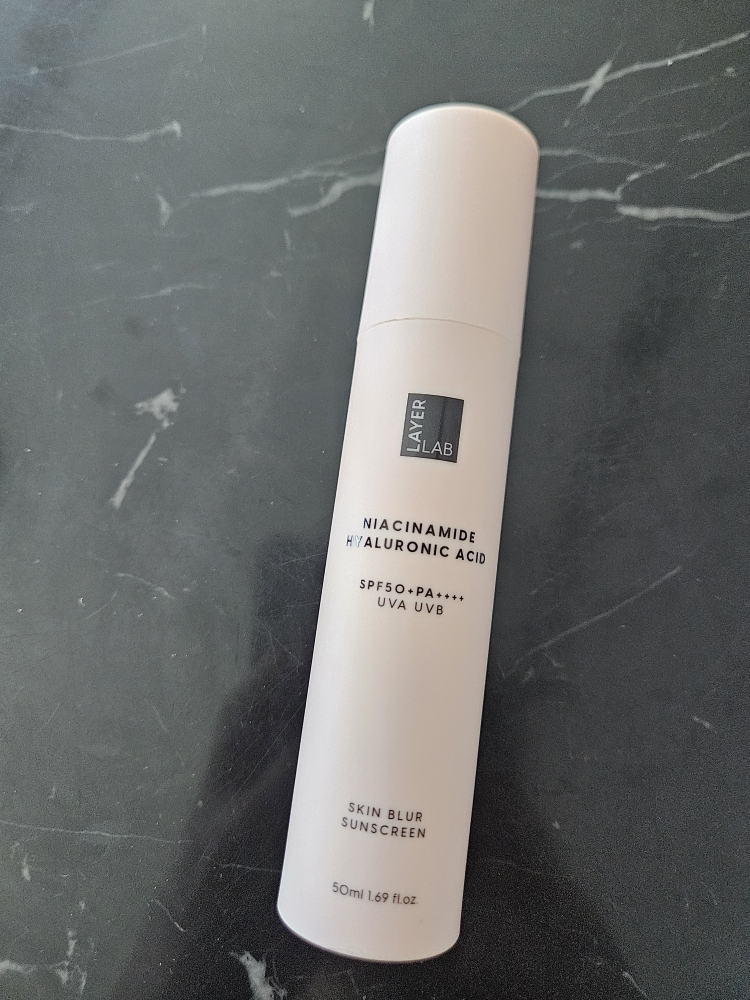 LAYER
LAB
NIACINAMIDE
HYALURONIC ACID
SPF50+PA++++
UVA UVB
SKIN BLUR
SUNSCREEN
50ml 1.69 fl.oz.